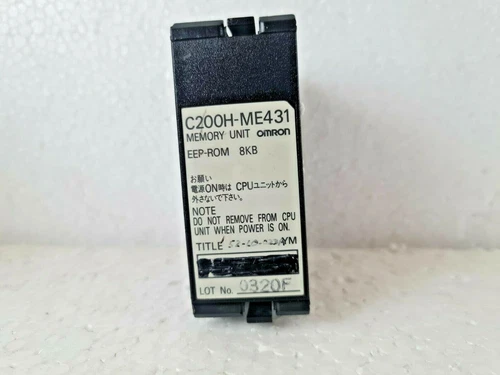 C200H-ME431
MEMORY UNIT OMRON
EEP-ROM 8KB
お願い
電源ON時は CPUユニットから
外さないで下さい。
NOTE
DO NOT REMOVE FROM CPU
UNIT WHEN POWER IS ON.
TITLE
LOT No. 0320F